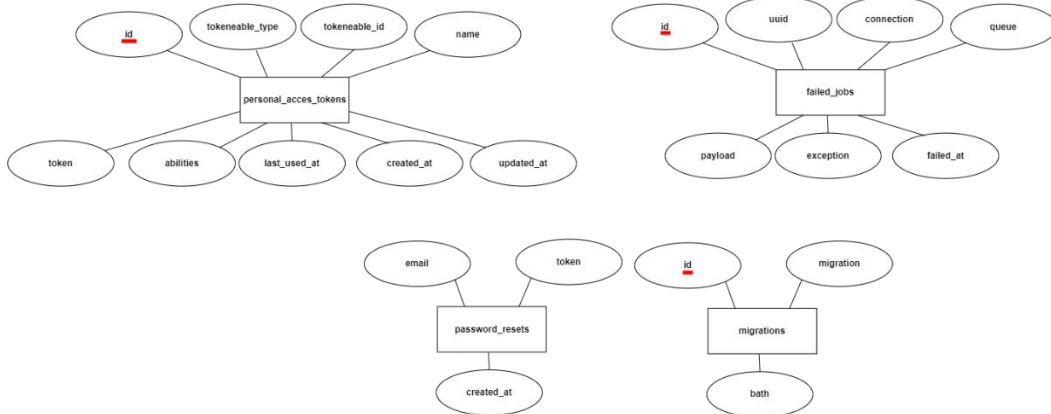 id
tokeneable_type
tokeneable_id
name
personal_acces_tokens
token
abilities
last_used_at
created_at
updated_at
id
uuid
connection
queue
failed_jobs
payload
exception
failed_at
email
token
password_resets
created_at
id
migration
migrations
bath